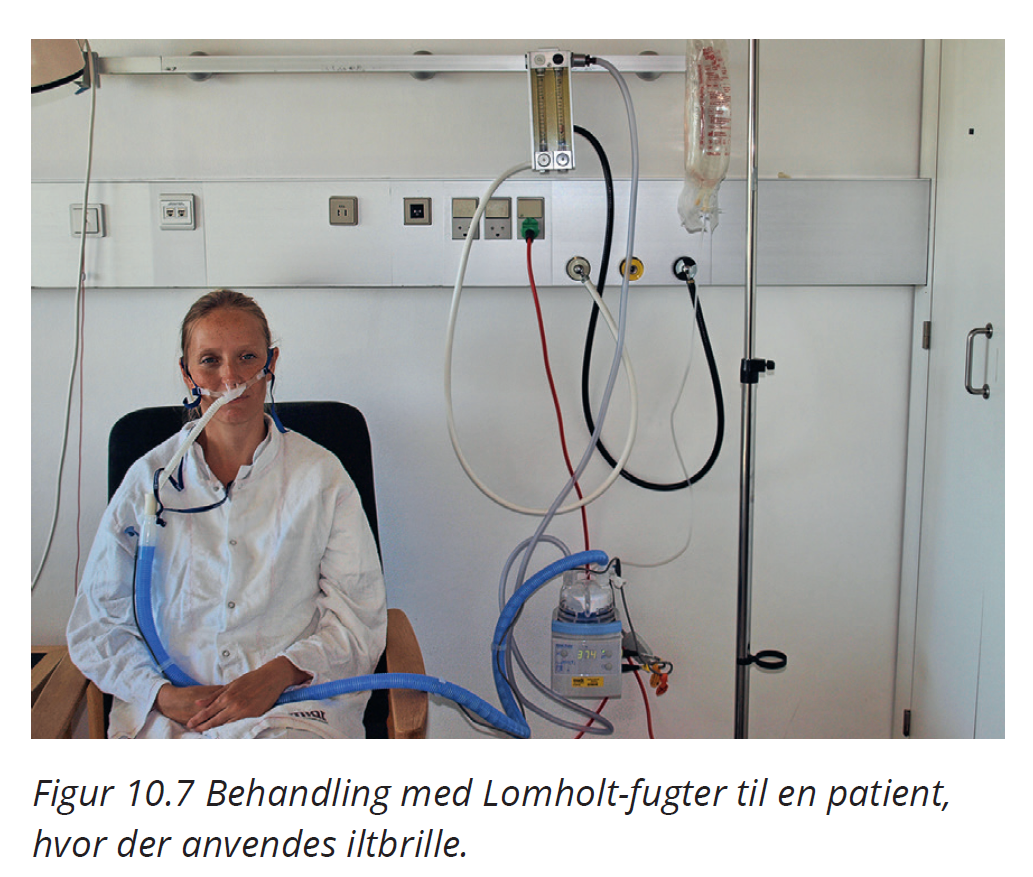 Figur 10.7 Behandling med Lomholt-fugter til en patient,
hvor der anvendes iltbrille.